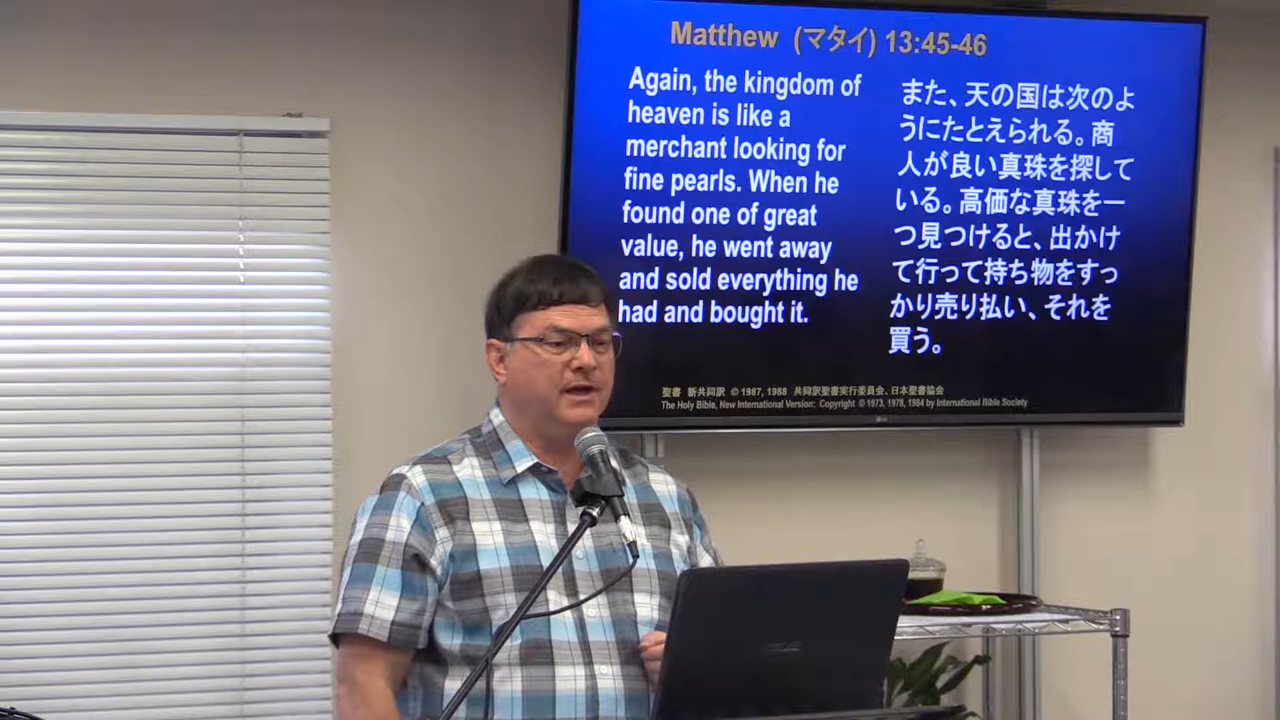 Matthew (マタイ) 13:45-46
Again, the kingdom of
heaven is like a
merchant looking for
fine pearls. When he
found one of great
value, he went away
and sold everything he
had and bought it.
また、天の国は次のよ
うにたとえられる。商
人が良い真珠を探して
いる。高価な真珠を一
つ見つけると、出かけ
て行って持ち物をすっ
かり売り払い、それを
買う。
聖書 新共同訳 © 1987, 1988 共同訳聖書実行委員会、日本聖書協会
The Holy Bible, New International Version: Copyright © 1973, 1978, 1984 by International Bible Society
LG